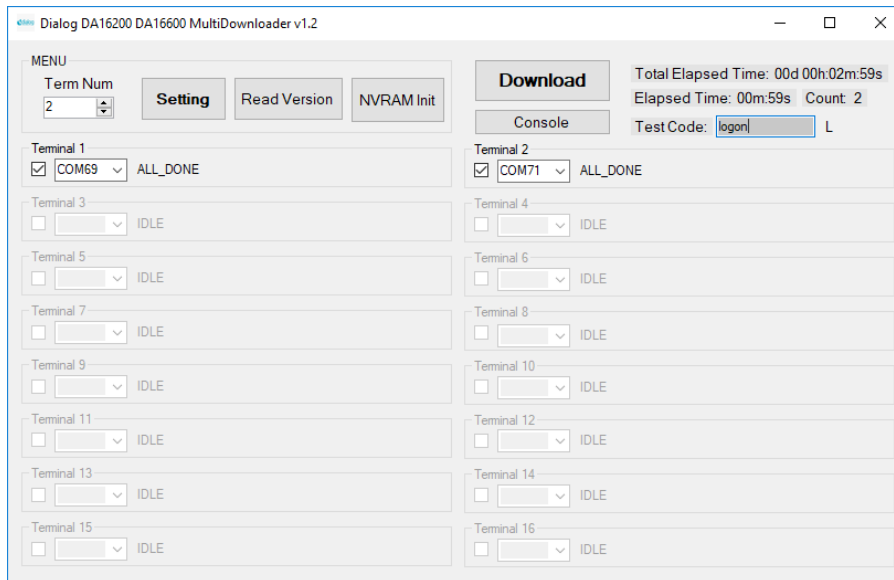 Dialog DA16200 DA16600 MultiDownloader v1.2
MENU
Term Num
2
Setting
Read Version
NVRAM Init
Download
Console
Total Elapsed Time: 00d 00h:02m:59s
Elapsed Time: 00m:59s Count: 2
Test Code: logon L
Terminal 1
COM69 ALL_DONE
Terminal 2
COM71 ALL_DONE
Terminal 3
IDLE
Terminal 4
IDLE
Terminal 5
IDLE
Terminal 6
IDLE
Terminal 7
IDLE
Terminal 8
IDLE
Terminal 9
IDLE
Terminal 10
IDLE
Terminal 11
IDLE
Terminal 12
IDLE
Terminal 13
IDLE
Terminal 14
IDLE
Terminal 15
IDLE
Terminal 16
IDLE